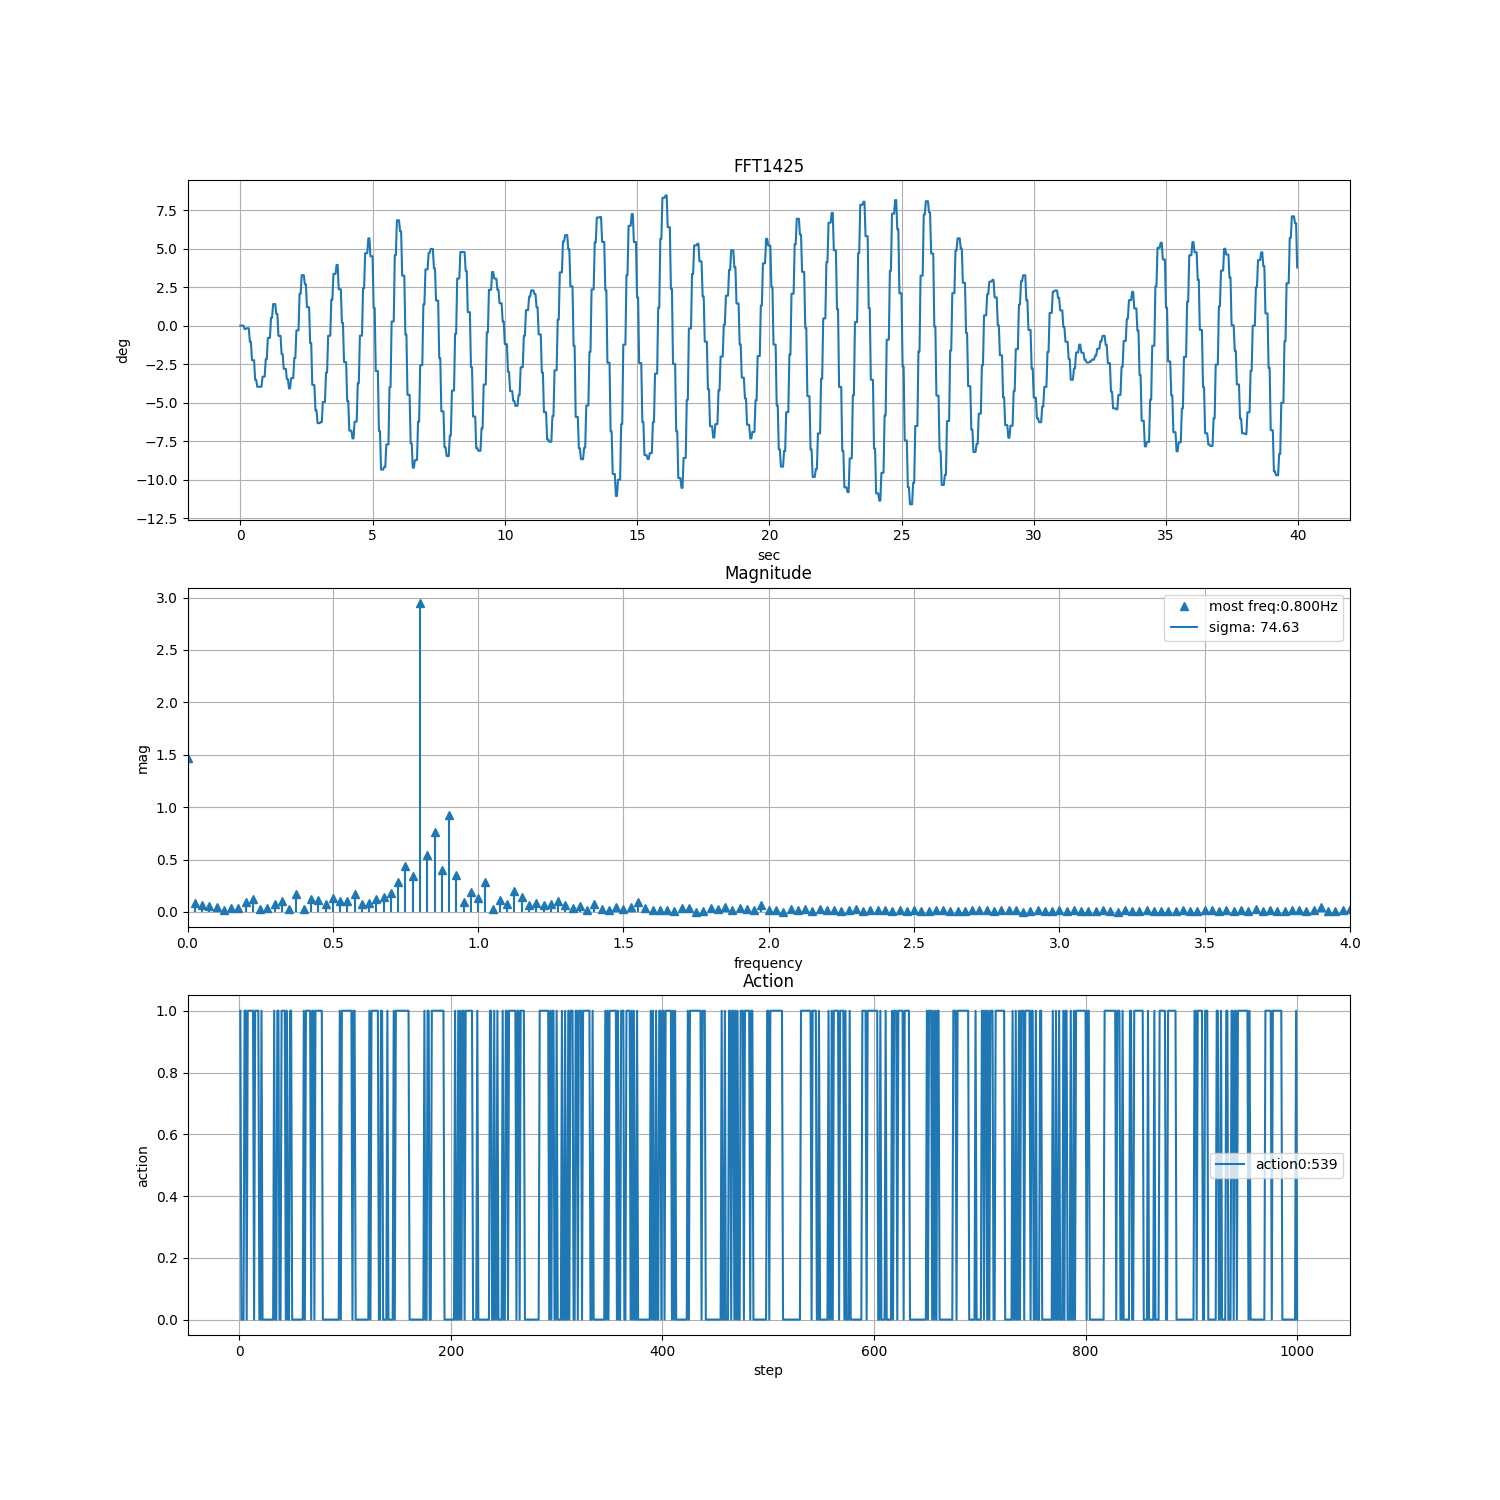 FFT1425
7.5
5.0
2.5
0.0
−2.5
−5.0
−7.5
−10.0
−12.5
deg
0 5 10 15 20 25 30 35 40
sec
Magnitude
3.0
2.5
2.0
1.5
1.0
0.5
0.0
mag
most freq:0.800Hz
sigma: 74.63
0.0 0.5 1.0 1.5 2.0 2.5 3.0 3.5 4.0
frequency
Action
1.0
0.8
0.6
0.4
0.2
0.0
action
action0:539
0 200 400 600 800 1000
step